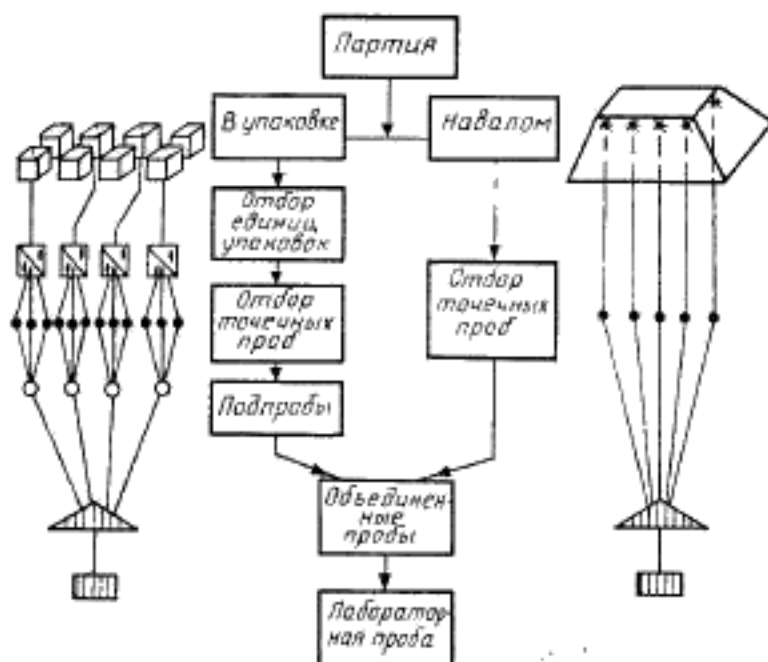 Партия
В упаковке
Навалом
Отбор
единиц
упаковок
Отбор
точечных
проб
Отбор
точечных
проб
Подпробы
Объединен-
ные
пробы
Лаборатор-
ная проба